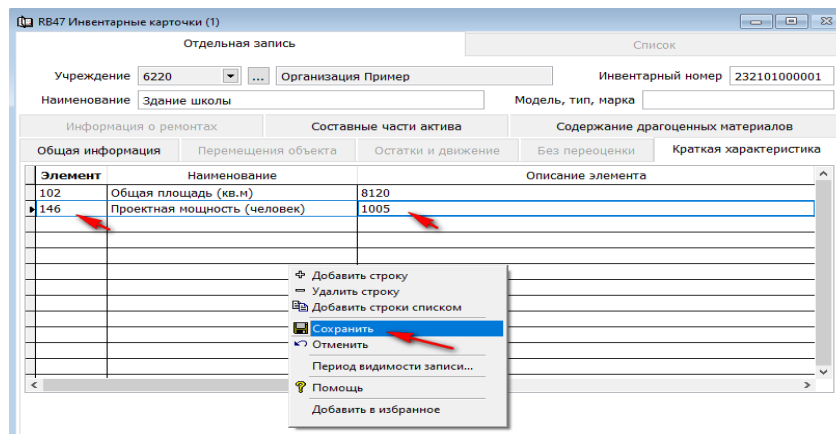 RB47 Инвентарные карточки (1)
Отдельная запись Список
Учреждение 6220 ... Организация Пример Инвентарный номер 232101000001
Наименование Здание школы Модель, тип, марка
Информация о ремонтах Составные части актива Содержание драгоценных материалов
Общая информация Перемещения объекта Остатки и движение Без переоценки Краткая характеристика
Элемент Наименование Описание элемента
102 Общая площадь (кв.м) 8120
146 Проектная мощность (человек) 1005
Добавить строку
Удалить строку
Добавить строки списком
Сохранить
Отменить
Период видимости записи...
Помощь
Добавить в избранное